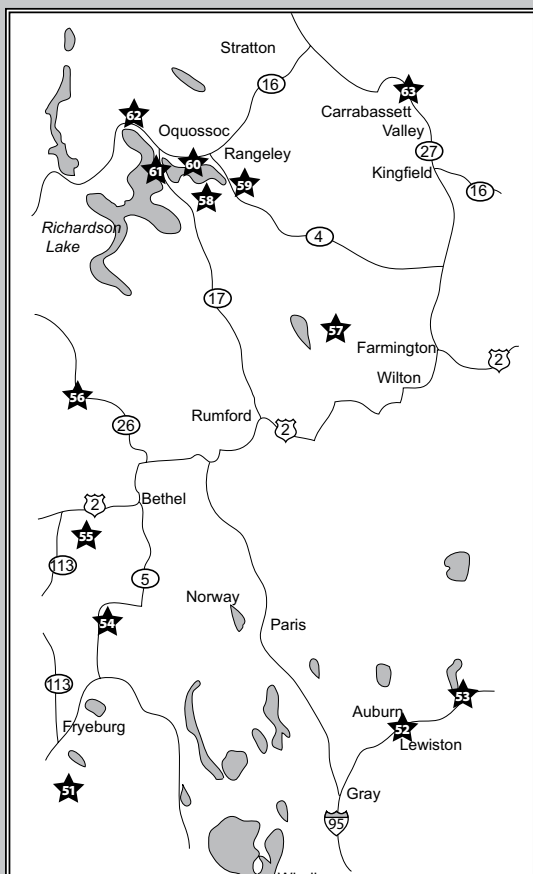 Stratton
16
63
62
Carrabassett
Valley
Oquossoc
60
Rangeley
27
61
59
Kingfield
16
58
Richardson
Lake
4
17
57
Farmington
2
Wilton
56
Rumford
26
2
Bethel
2
55
113
5
Norway
54
Paris
113
53
Auburn
52
Fryeburg
Lewiston
51
Gray
95